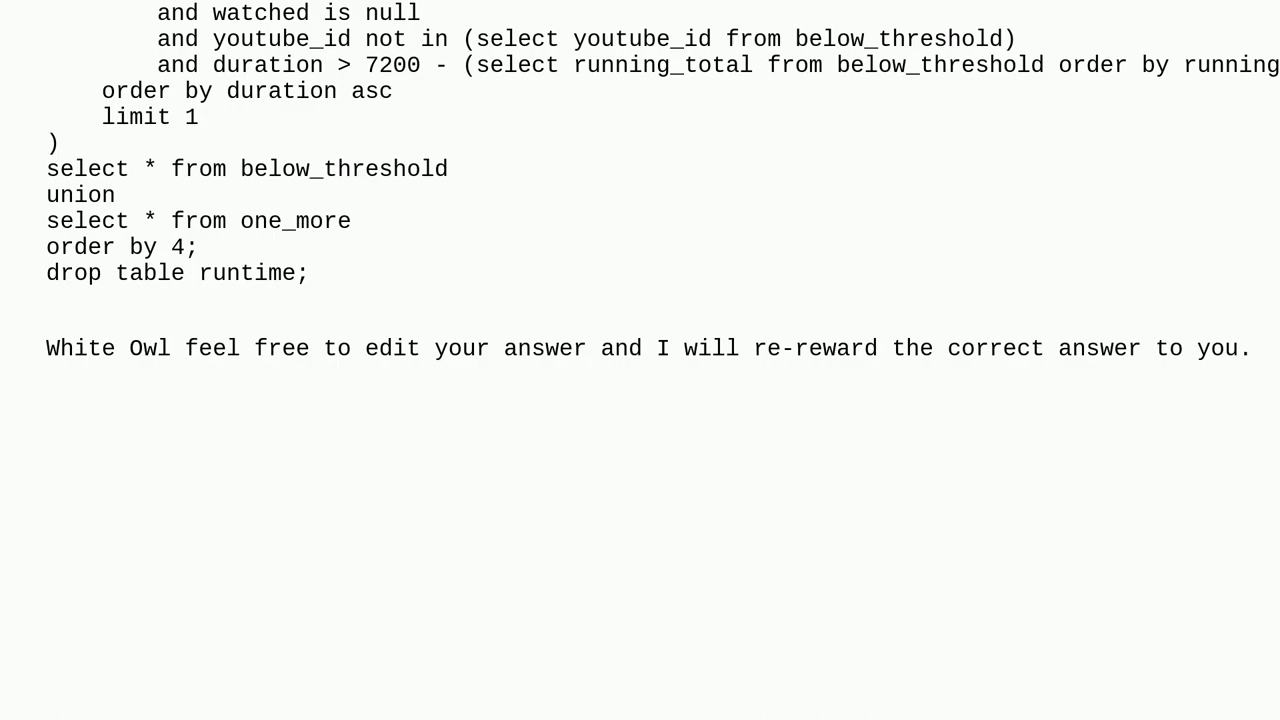 and watched is null
and youtube_id not in (select youtube_id from below_threshold)
and duration > 7200 - (select running_total from below_threshold order by running
order by duration asc
limit 1
)
select * from below_threshold
union
select * from one_more
order by 4;
drop table runtime;
White Owl feel free to edit your answer and I will re-reward the correct answer to you.